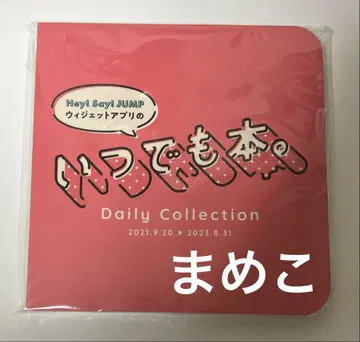 Hey! Say! JUMP
ウィジェットアプリの
いつでも本。
Daily Collection
2021.9.20 ▶ 2023.8.31
まめこ